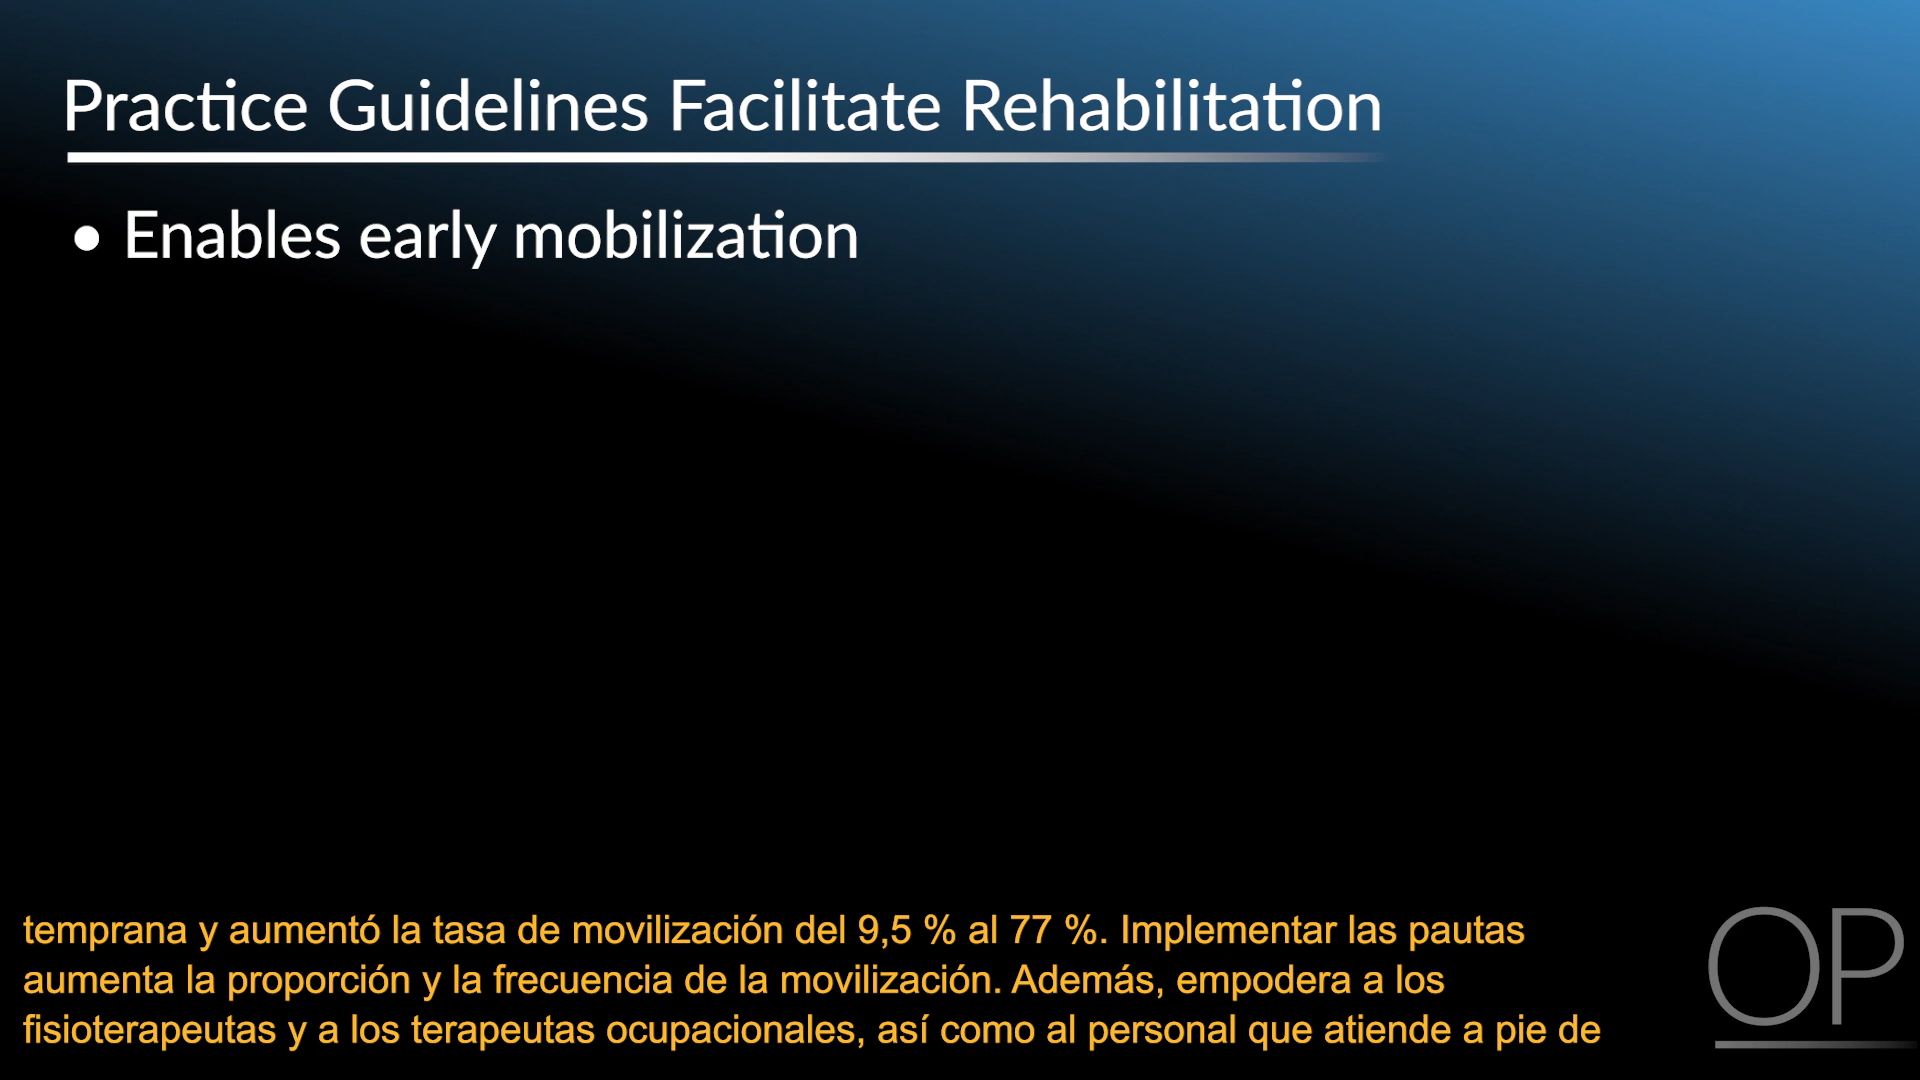 Practice Guidelines Facilitate Rehabilitation
• Enables early mobilization
temprana y aumentó la tasa de movilización del 9,5 % al 77 %. Implementar las pautas
aumenta la proporción y la frecuencia de la movilización. Además, empodera a los
fisioterapeutas y a los terapeutas ocupacionales, así como al personal que atiende a pie de
OP